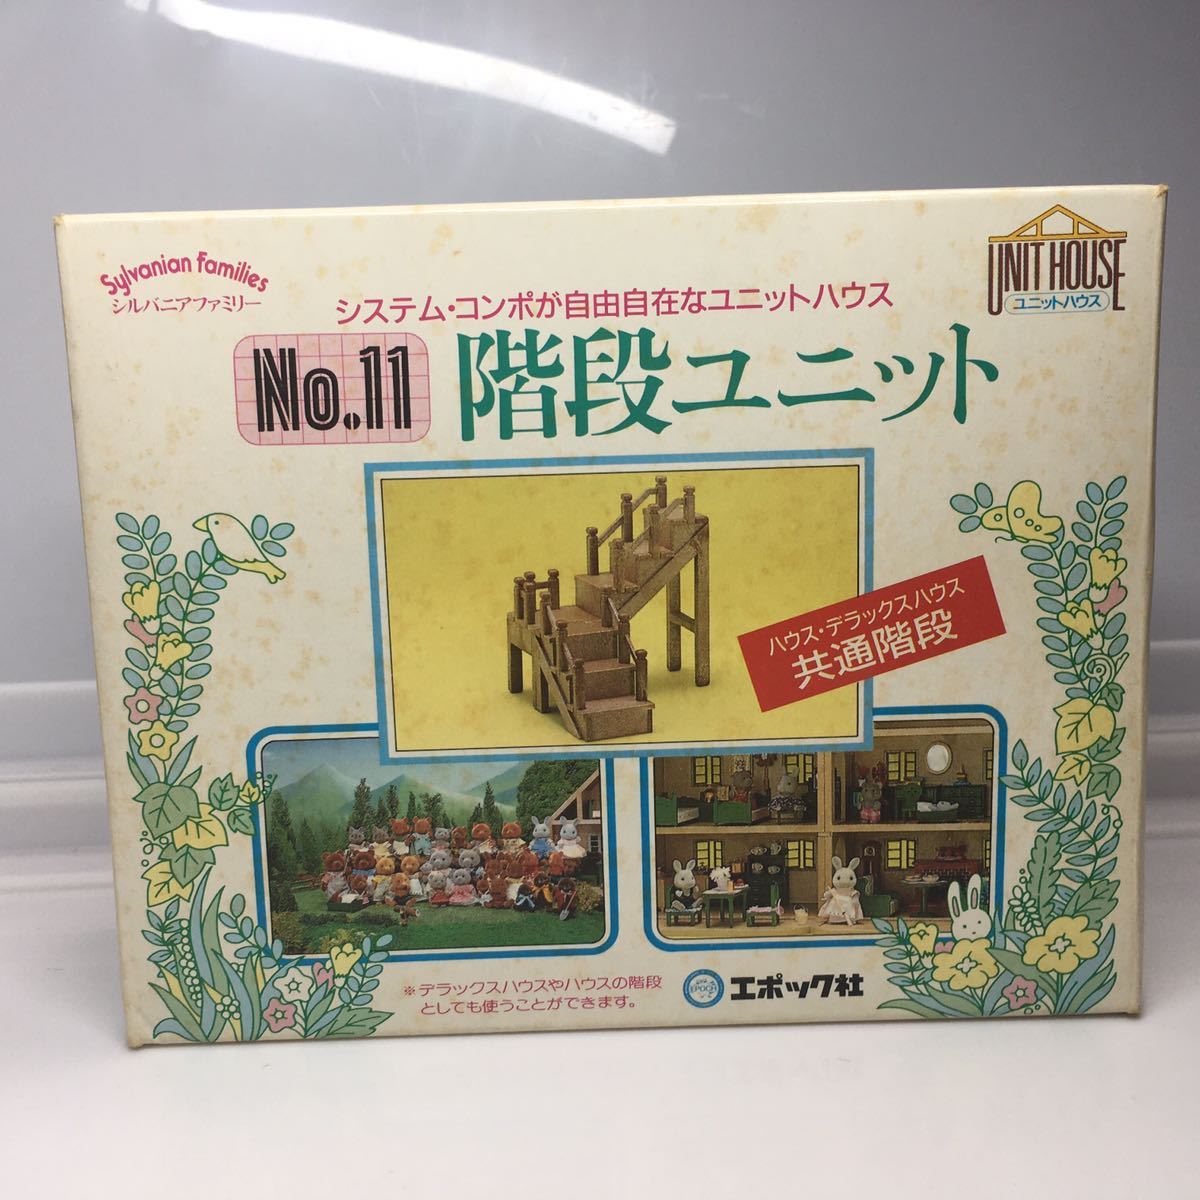 Sylvanian Families
シルバニアファミリー
UNIT HOUSE
ユニットハウス
システム・コンポが自由自在なユニットハウス
No.11 階段ユニット
ハウス・デラックスハウス
共通階段
※デラックスハウスやハウスの階段
としても使うことができます。
EPOCH エポック社